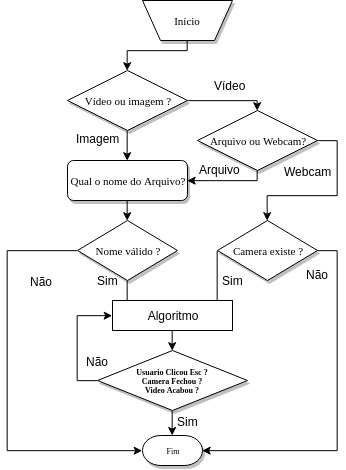 Início
Vídeo
Vídeo ou imagem ?
Imagem
Arquivo ou Webcam?
Arquivo
Webcam
Qual o nome do Arquivo?
Nome válido ?
Camera existe ?
Não
Sim
Sim
Não
Algoritmo
Não
Usuario Clicou Esc ?
Camera Fechou ?
Video Acabou ?
Sim
Fim